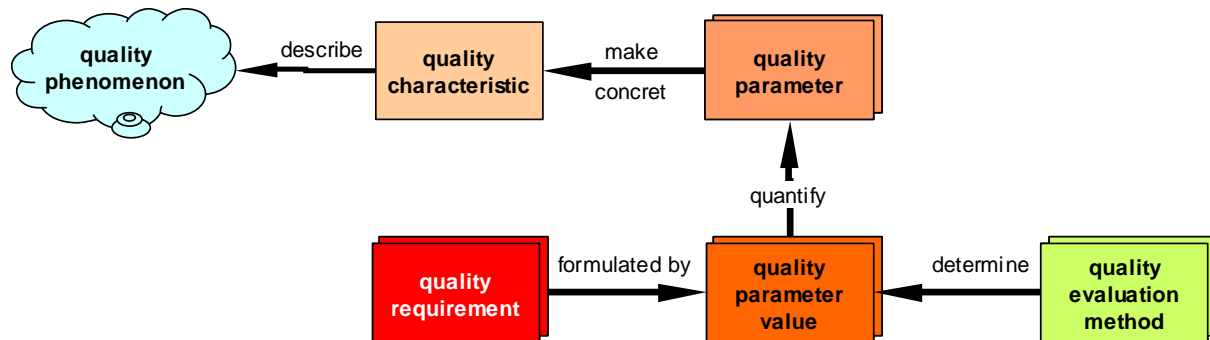 quality
phenomenon
describe
quality
characteristic
make
concret
quality
parameter
quantify
quality
requirement
formulated by
quality
parameter
value
determine
quality
evaluation
method